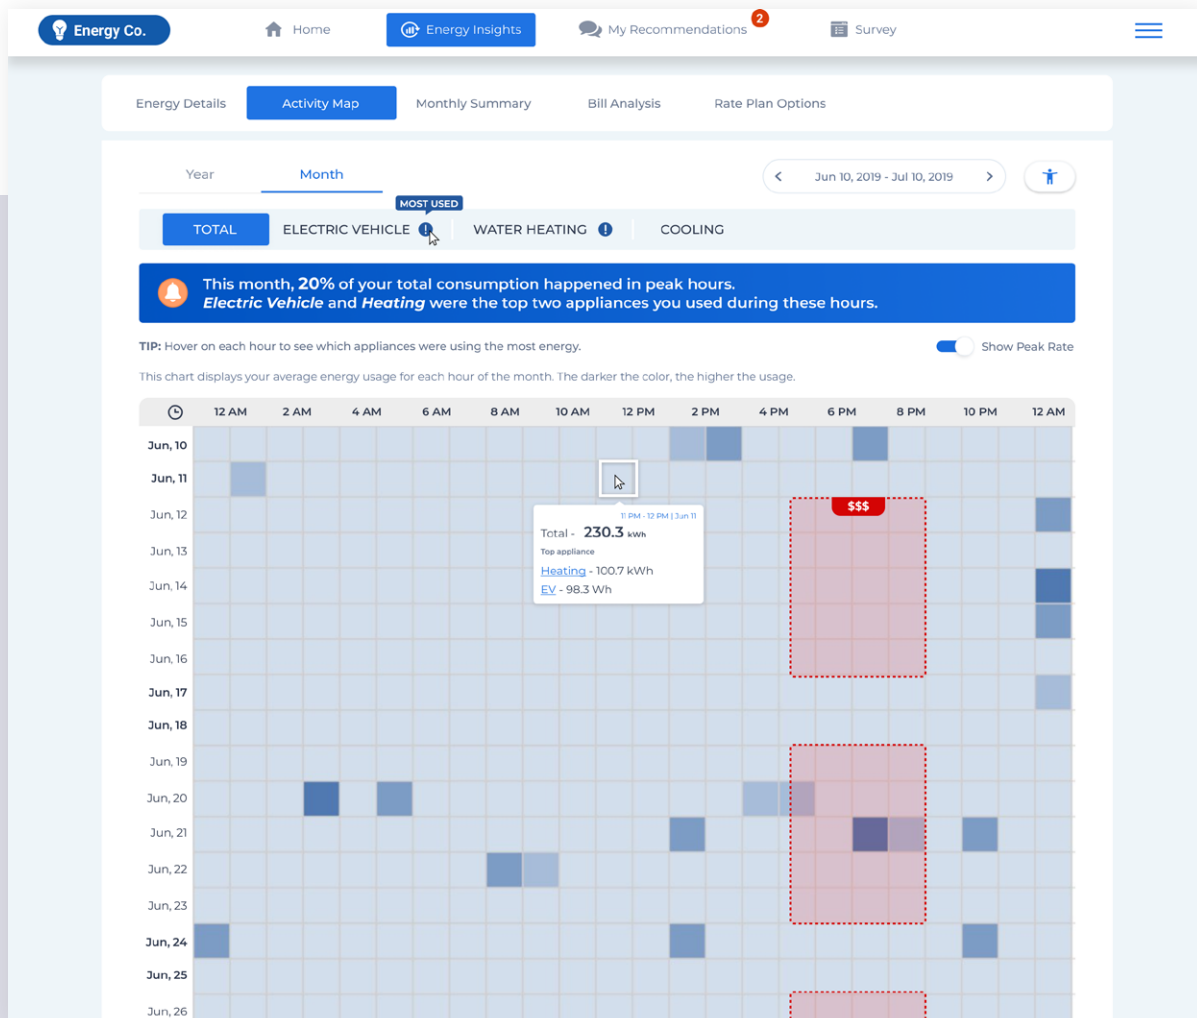 Energy Co.
Home
Energy Insights
My Recommendations
2
Survey
Energy Details
Activity Map
Monthly Summary
Bill Analysis
Rate Plan Options
Year
Month
Jun 10, 2019 - Jul 10, 2019
MOST USED
TOTAL
ELECTRIC VEHICLE
WATER HEATING
COOLING
This month, 20% of your total consumption happened in peak hours.
Electric Vehicle and Heating were the top two appliances you used during these hours.
TIP: Hover on each hour to see which appliances were using the most energy.
Show Peak Rate
This chart displays your average energy usage for each hour of the month. The darker the color, the higher the usage.
12 AM 2 AM 4 AM 6 AM 8 AM 10 AM 12 PM 2 PM 4 PM 6 PM 8 PM 10 PM 12 AM
Jun, 10
Jun, 11
Jun, 12
$$$
11 PM - 12 PM | Jun 11
Total - 230.3 kWh
Top appliance
Heating - 100.7 kWh
EV - 98.3 Wh
Jun, 13
Jun, 14
Jun, 15
Jun, 16
Jun, 17
Jun, 18
Jun, 19
Jun, 20
Jun, 21
Jun, 22
Jun, 23
Jun, 24
Jun, 25
Jun, 26